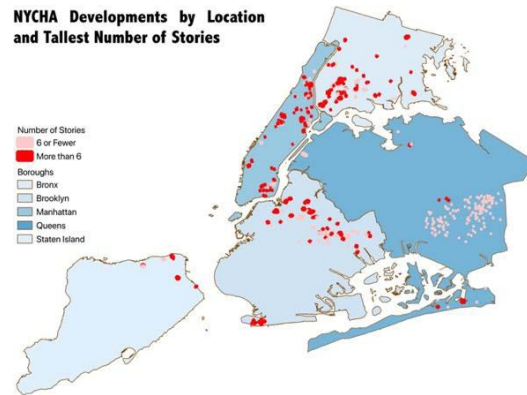 NYCHA Developments by Location
and Tallest Number of Stories
Number of Stories
6 or Fewer
More than 6
Boroughs
Bronx
Brooklyn
Manhattan
Queens
Staten Island